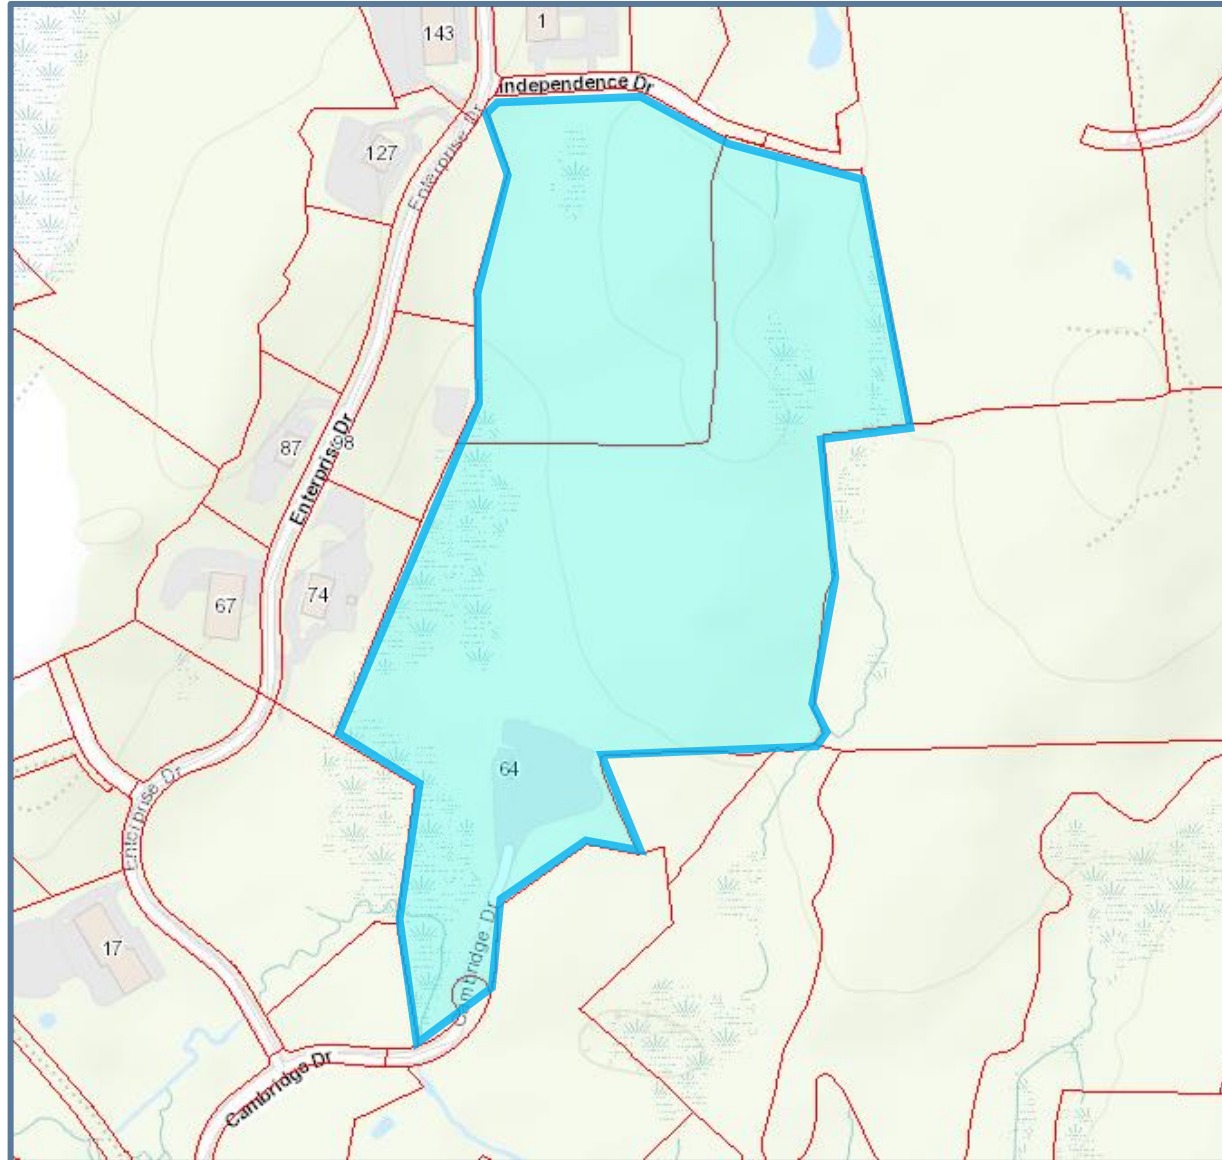 143
1
Independence Dr
127
Enterprise Dr
87
98
Enterprise Dr
67
74
64
Enterprise Dr
17
Cambridge Dr
Cambridge Dr